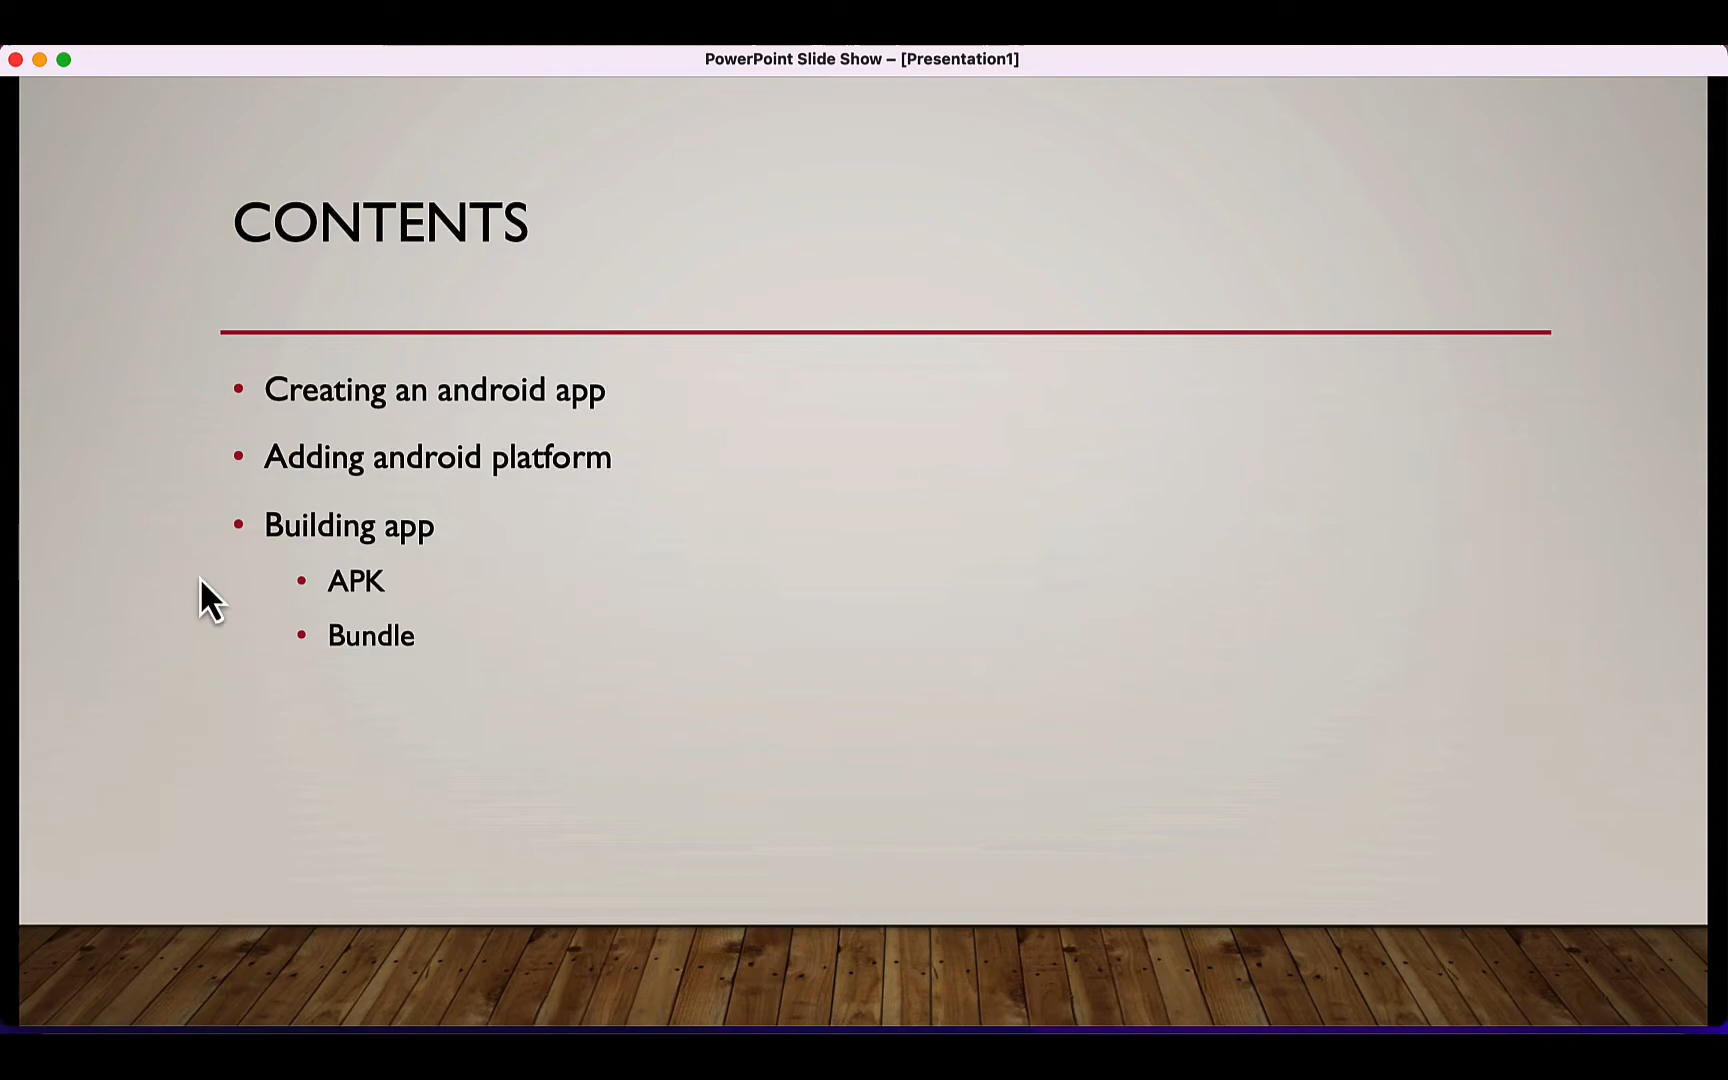 PowerPoint Slide Show – [Presentation1]
CONTENTS
• Creating an android app
• Adding android platform
• Building app
• APK
• Bundle